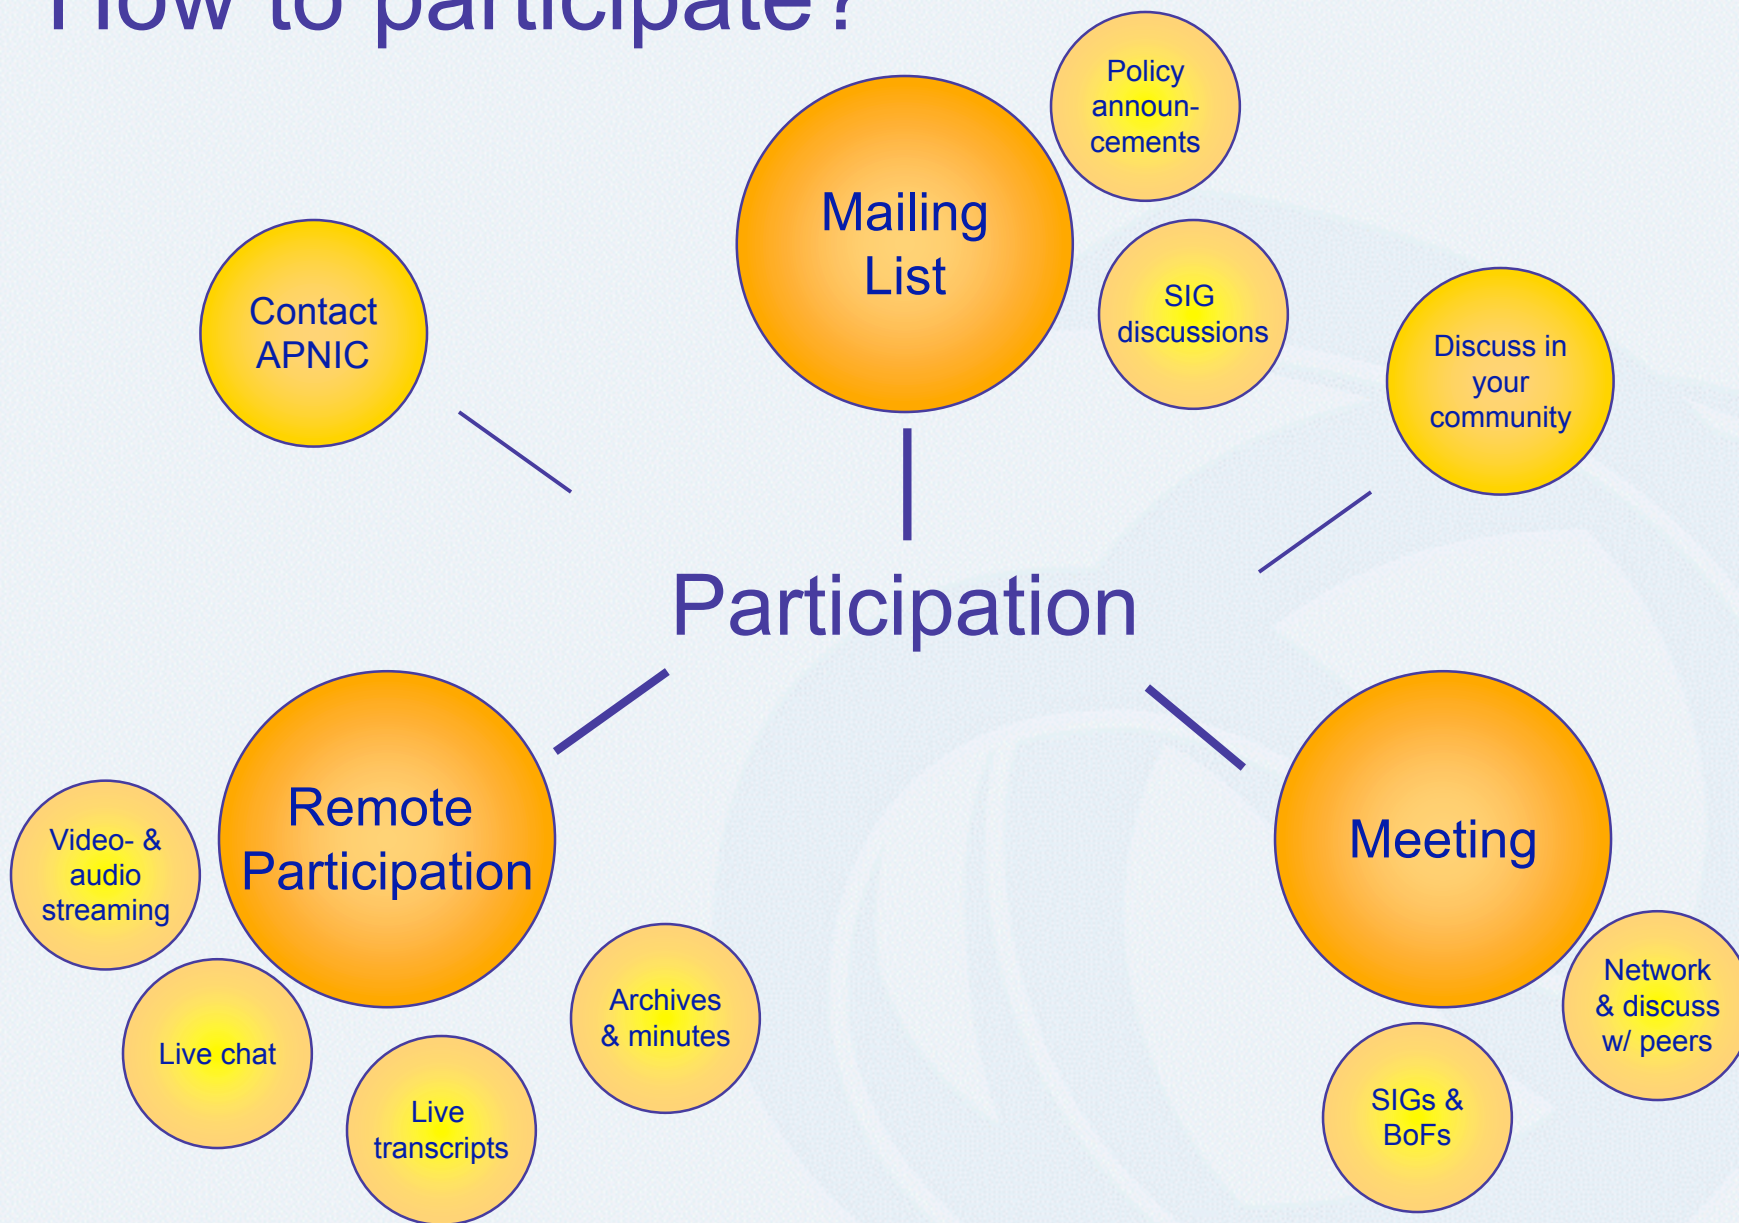 How to participate?
Policy
announ-
cements
Mailing
List
SIG
discussions
Contact
APNIC
Discuss in
your
community
Participation
Remote
Participation
Video- &
audio
streaming
Live chat
Live
transcripts
Archives
& minutes
Meeting
Network
& discuss
w/ peers
SIGs &
BoFs